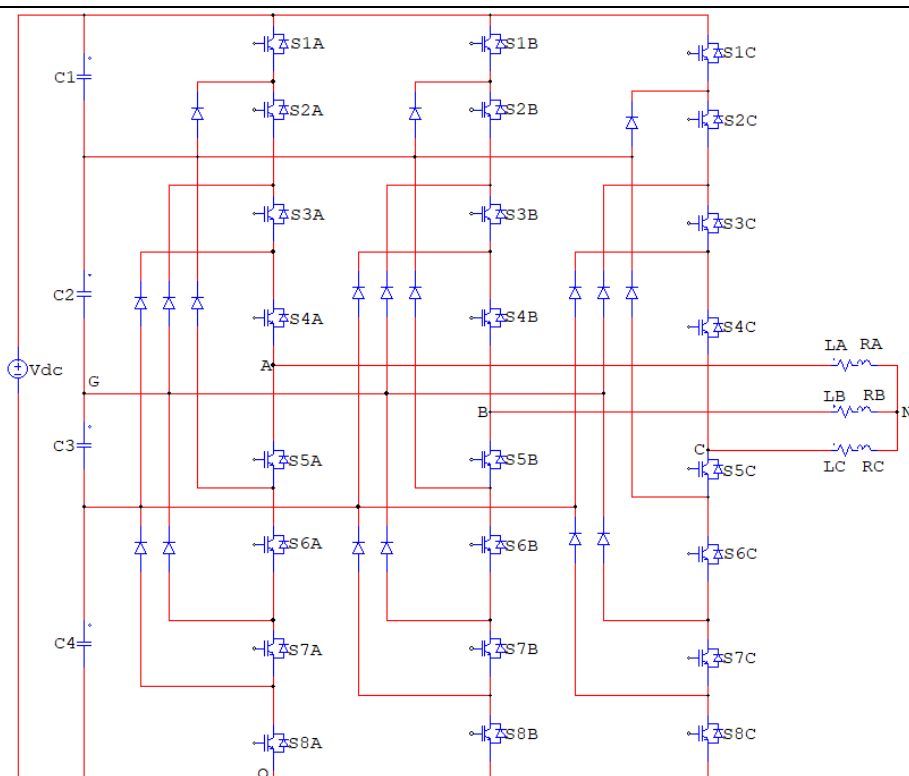 S1A
S1B
S1C
C1
S2A
S2B
S2C
S3A
S3B
S3C
C2
S4A
S4B
S4C
LA RA
A
Vdc
G
LB RB
B
N
C3
C
S5A
S5B
S5C
LC RC
S6A
S6B
S6C
C4
S7A
S7B
S7C
S8A
S8B
S8C